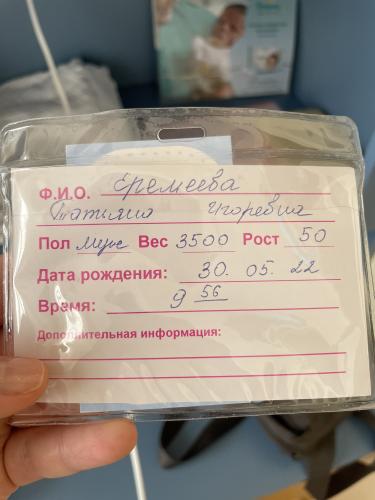 Ф.И.О. Еремеева
Татьяна Игоревна
Пол муж Вес 3500 Рост 50
Дата рождения: 30. 05. 22
Время: 9 56
Дополнительная информация: